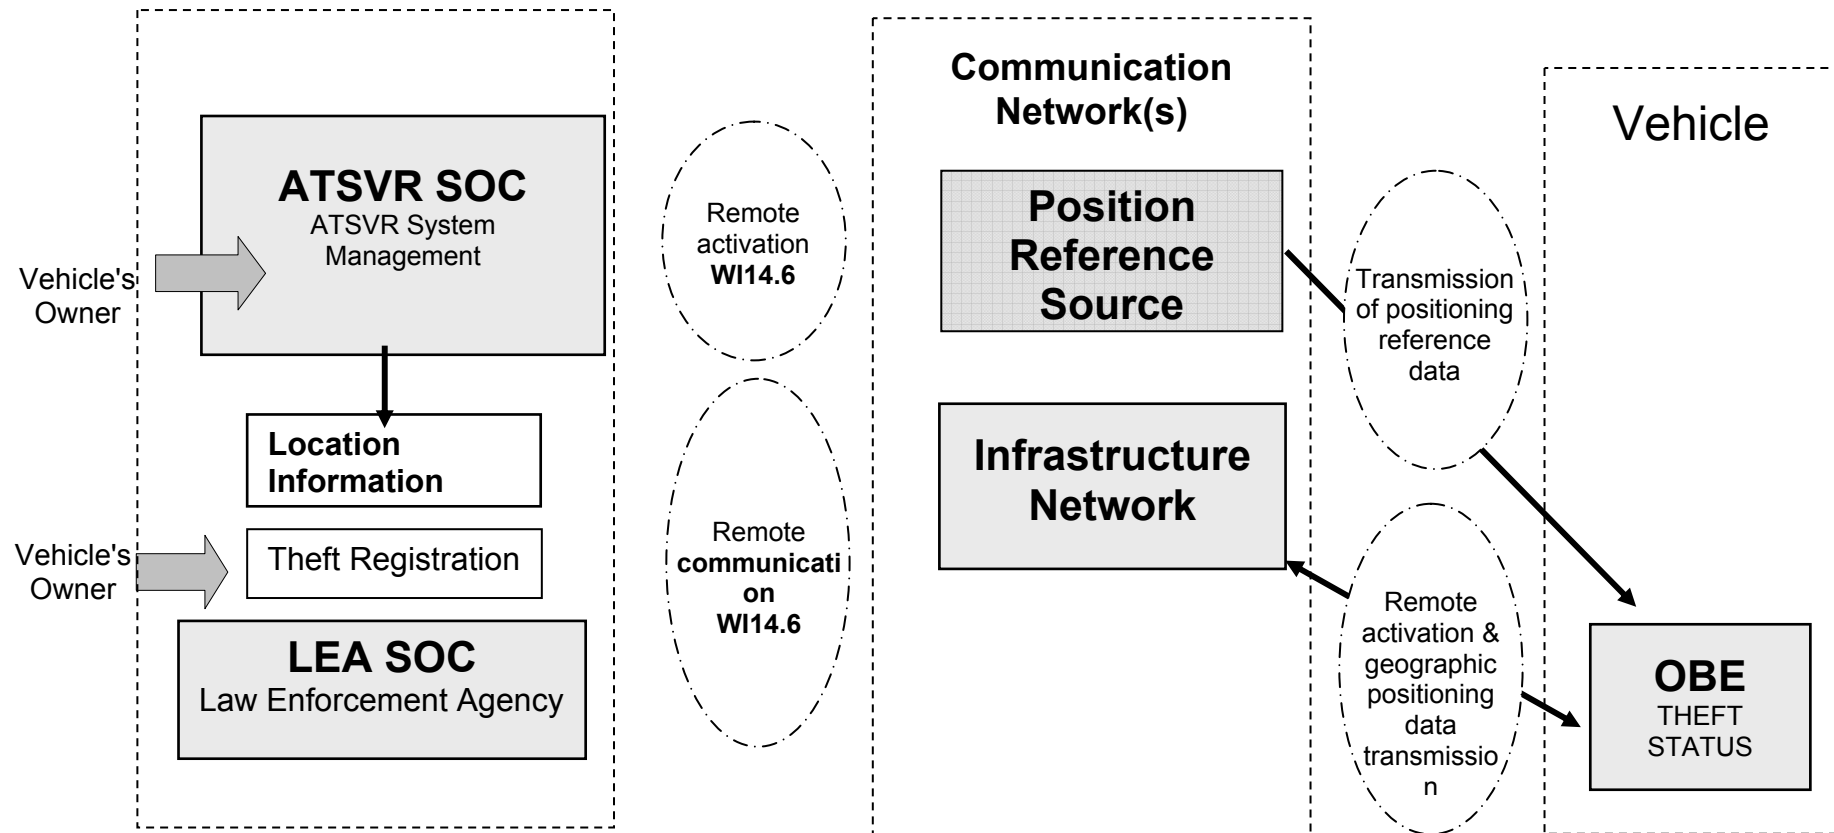 Vehicle's
Owner
ATSVR SOC
ATSVR System
Management
Location
Information
Vehicle's
Owner
Theft Registration
LEA SOC
Law Enforcement Agency
Remote
activation
WI14.6
Remote
communicati
on
WI14.6
Communication
Network(s)
Position
Reference
Source
Infrastructure
Network
Transmission
of positioning
reference
data
Remote
activation &
geographic
positioning
data
transmissio
n
Vehicle
OBE
THEFT
STATUS